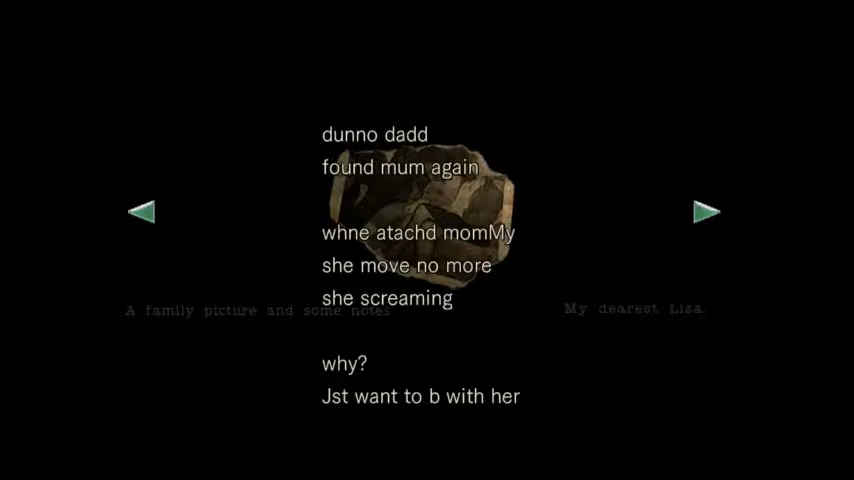 dunno dadd
found mum again
whne atachd momMy
she move no more
she screaming
A family picture and some notes
My dearest Lisa.
why?
Jst want to b with her